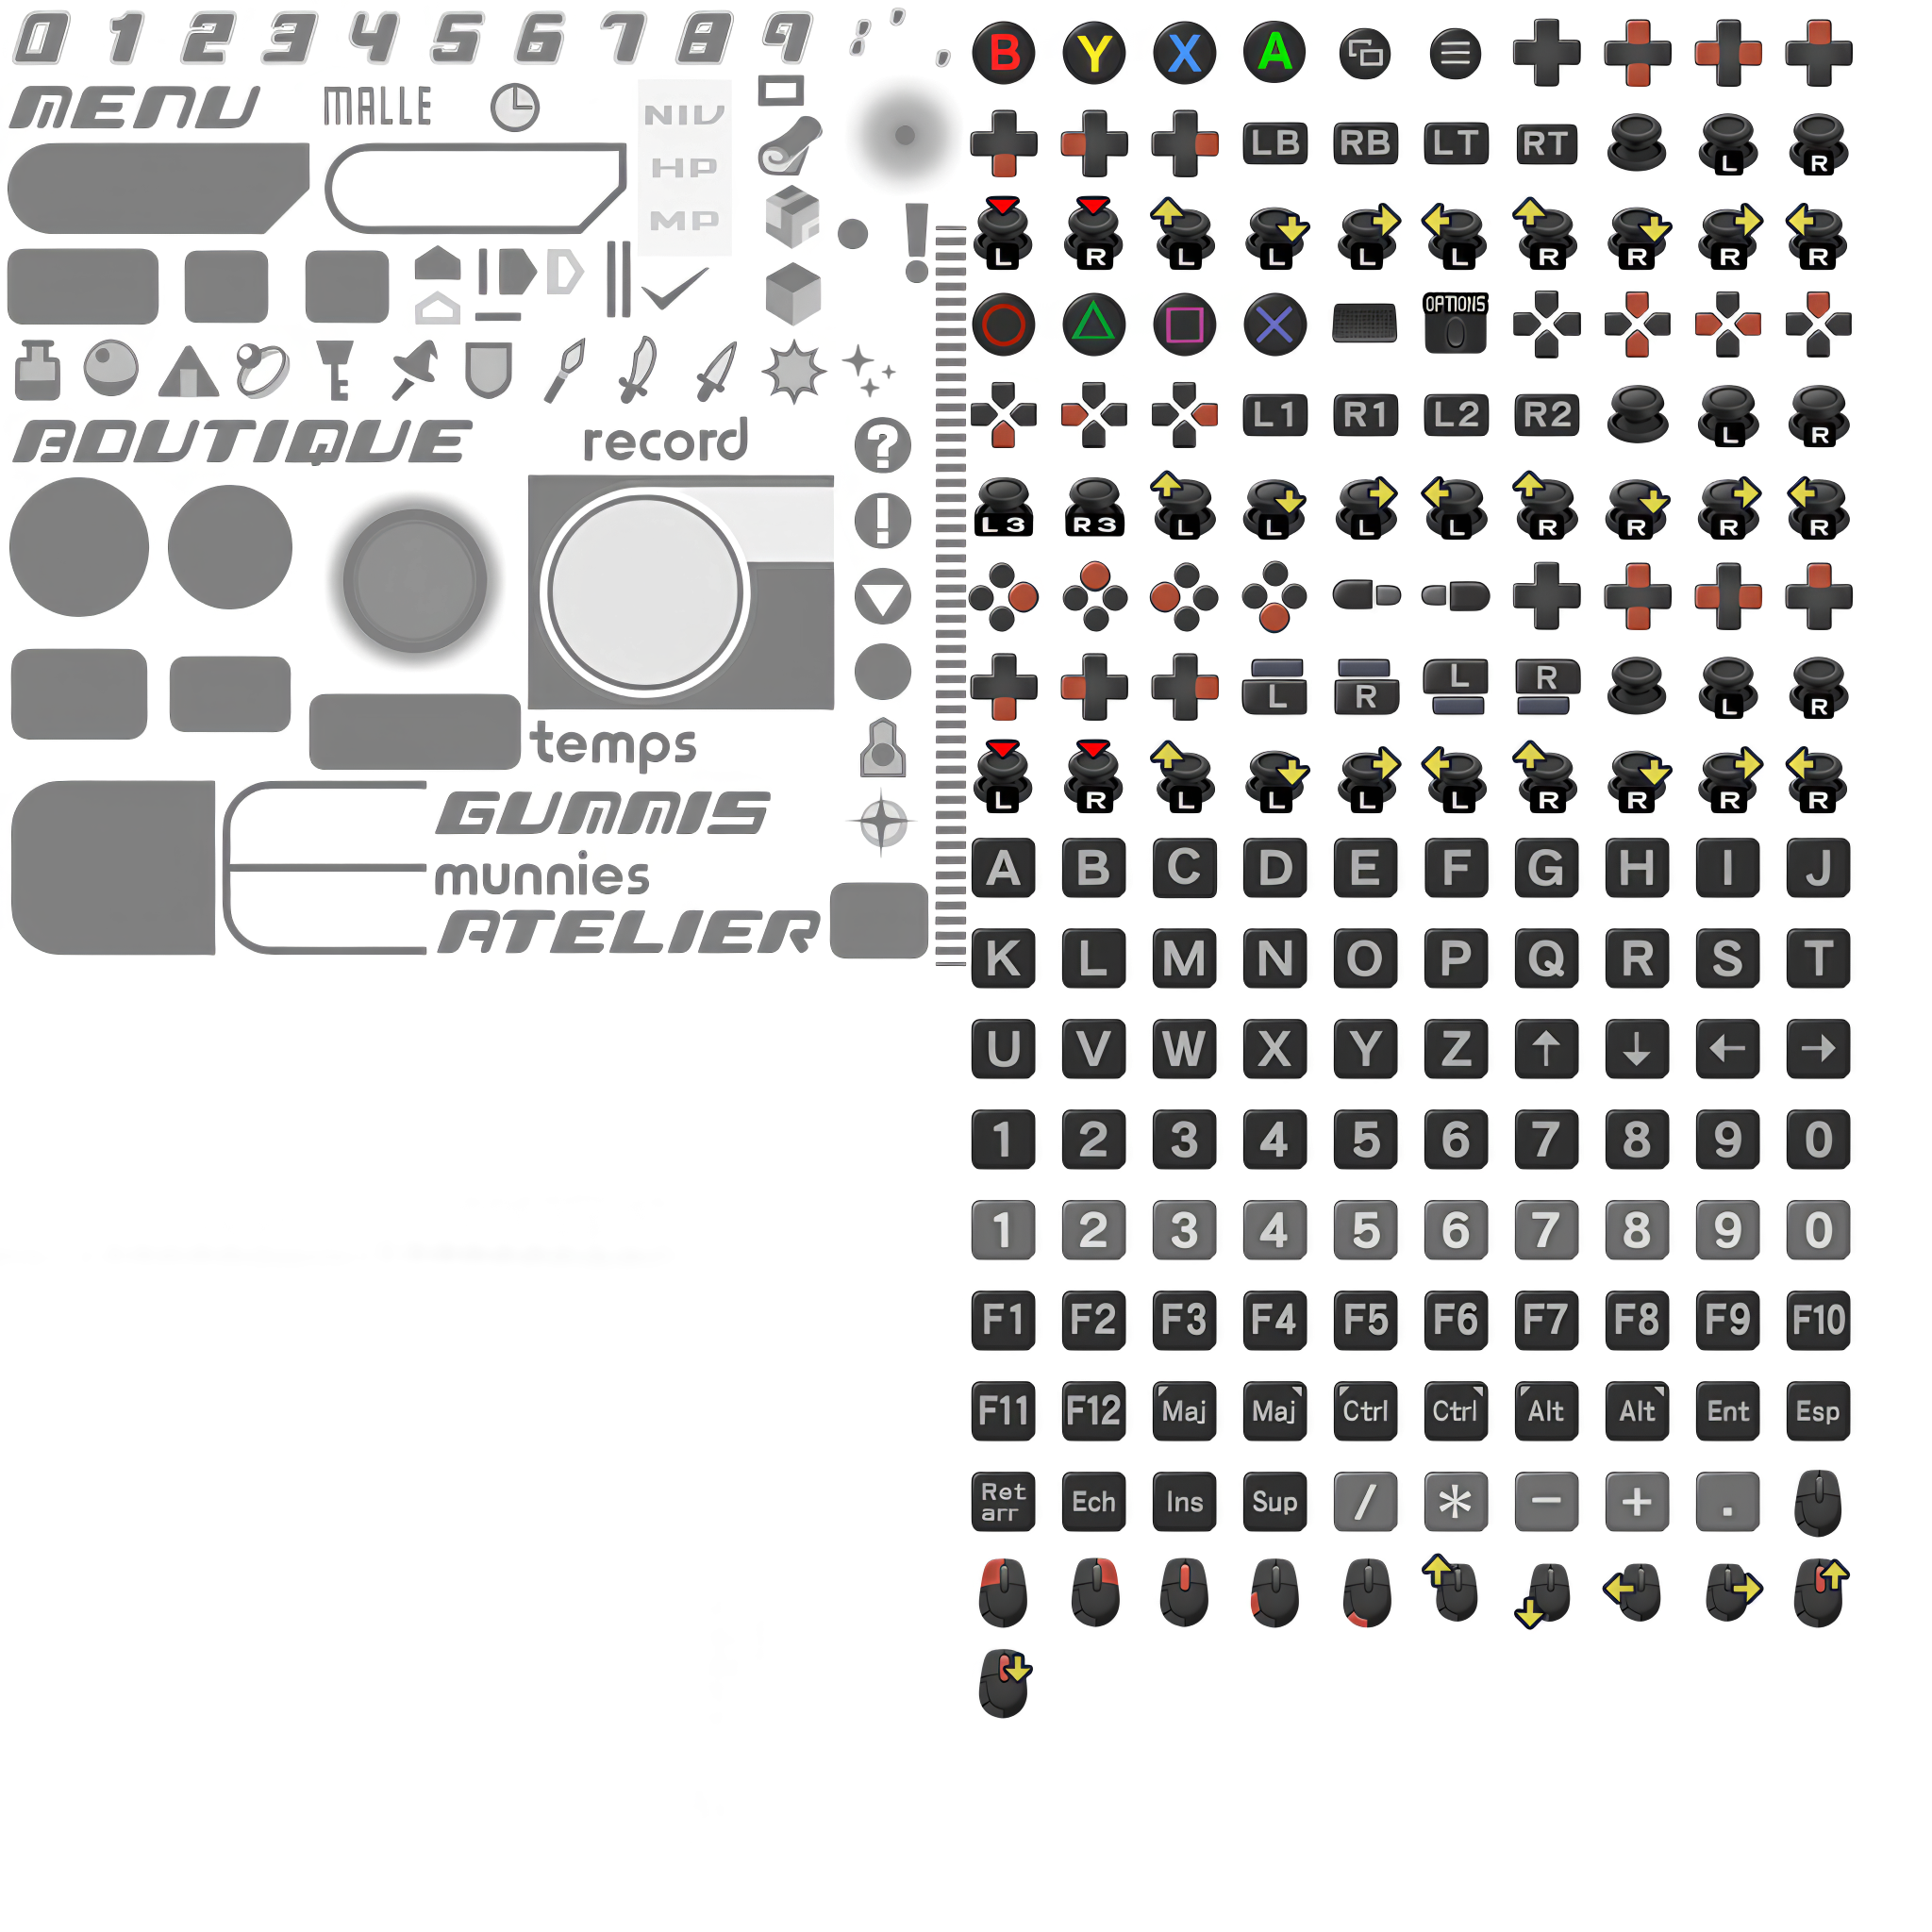 0 1 2 3 4 5 6 7 8 9 : ' ,
MENU
MALLE
NIV
HP
MP
BOUTIQUE
record
temps
GUMMIS
munnies
ATELIER
? 
!
B Y X A
LB RB LT RT L R
L R L L L L R R R R
OPTIONS
L1 R1 L2 R2 L R
L3 R3 L L L L R R R R
L R L R L R
L R L L L L R R R R
A B C D E F G H I J
K L M N O P Q R S T
U V W X Y Z ↑ ↓ ← →
1 2 3 4 5 6 7 8 9 0
1 2 3 4 5 6 7 8 9 0
F1 F2 F3 F4 F5 F6 F7 F8 F9 F10
F11 F12 Maj Maj Ctrl Ctrl Alt Alt Ent Esp
Ret arr Ech Ins Sup / * - + .